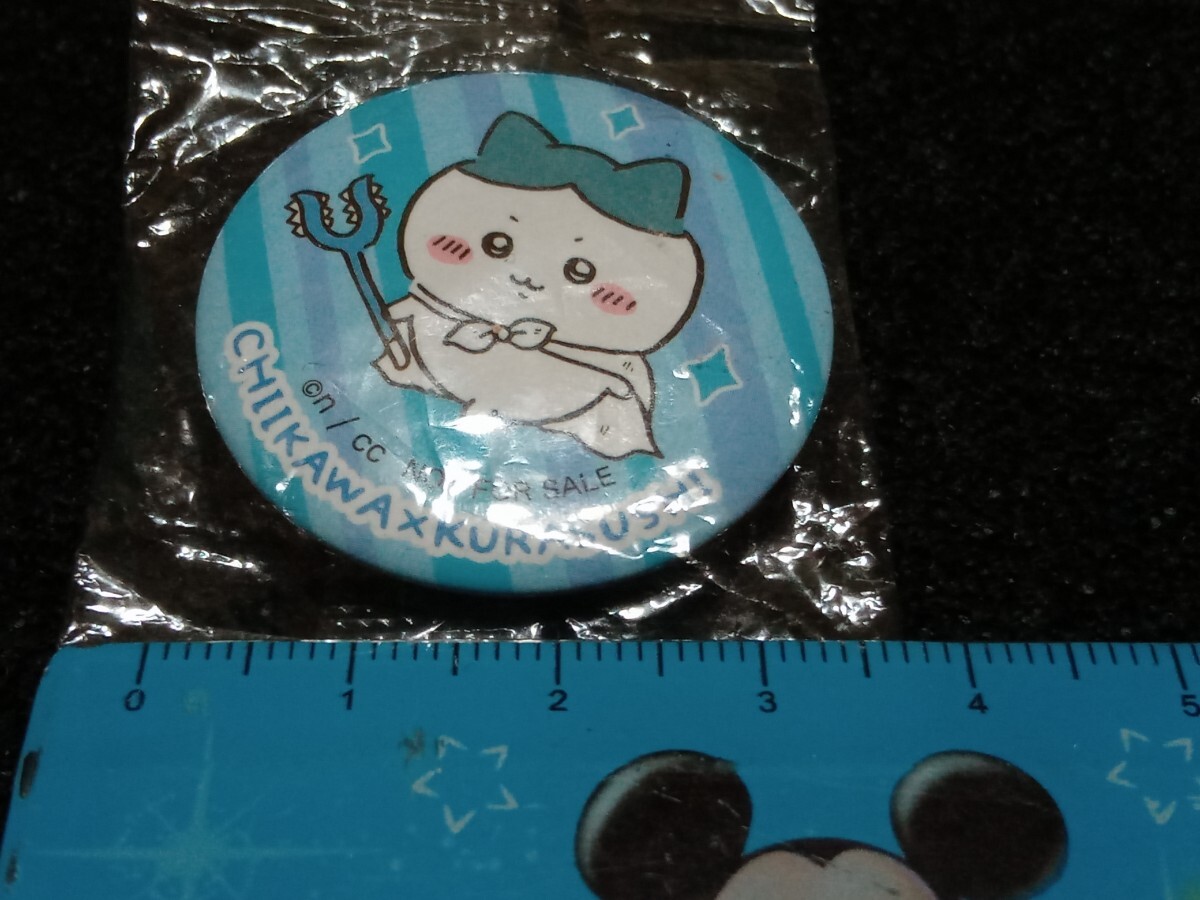 ©n / CC NOT FOR SALE
CHIIKAWA×KURASUSHI
0 1 2 3 4 5